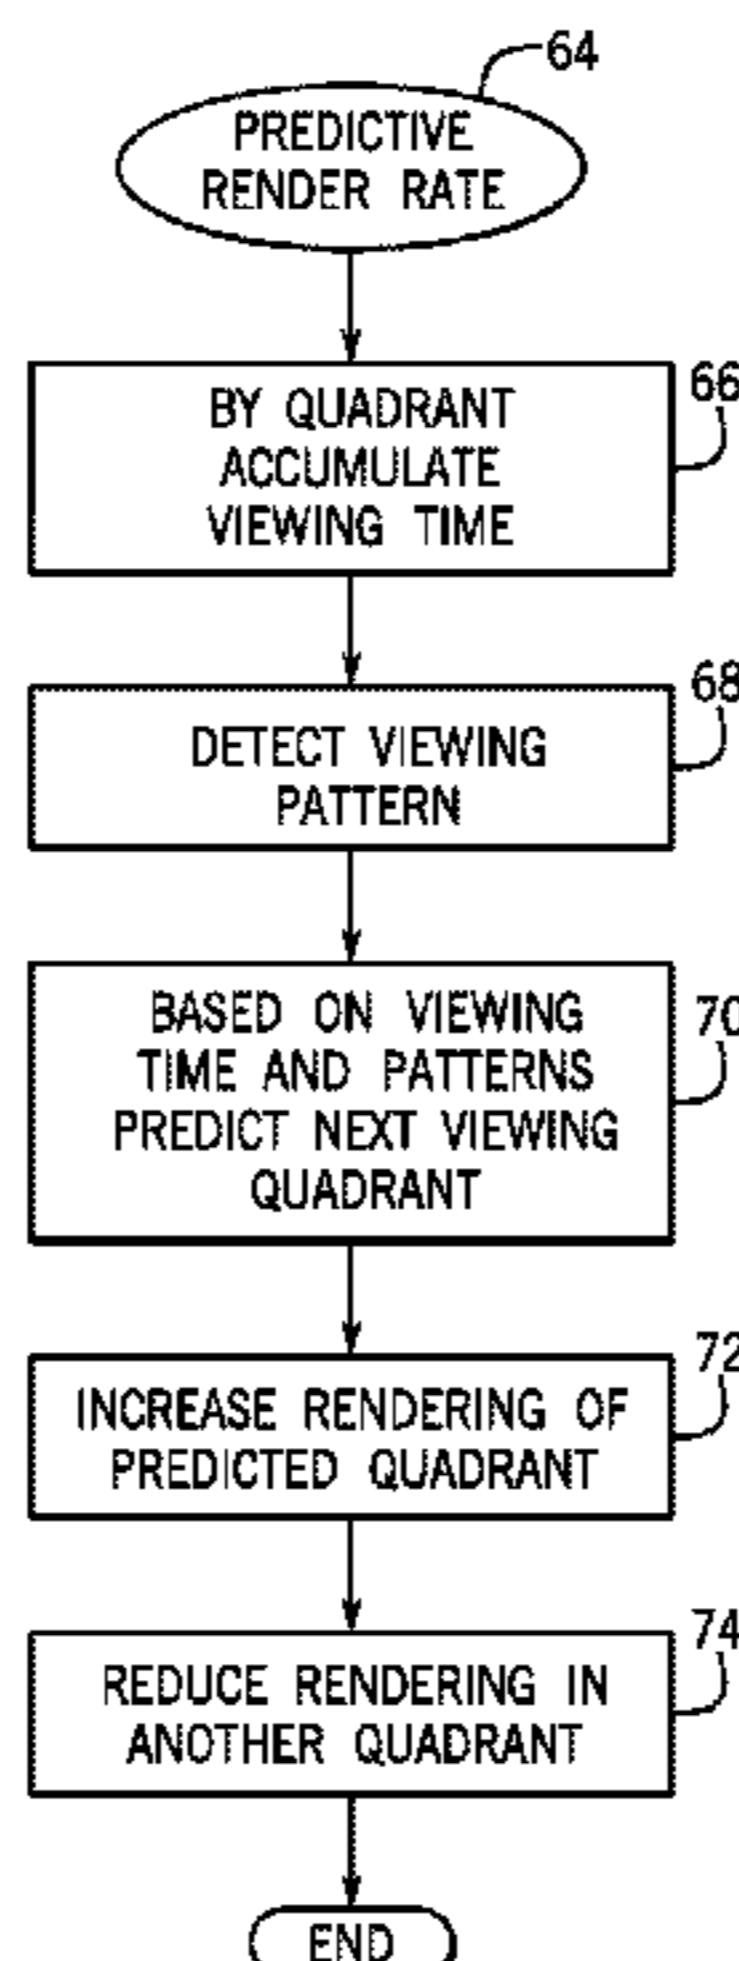 64
PREDICTIVE
RENDER RATE
66
BY QUADRANT
ACCUMULATE
VIEWING TIME
68
DETECT VIEWING
PATTERN
70
BASED ON VIEWING
TIME AND PATTERNS
PREDICT NEXT VIEWING
QUADRANT
72
INCREASE RENDERING OF
PREDICTED QUADRANT
74
REDUCE RENDERING IN
ANOTHER QUADRANT
END